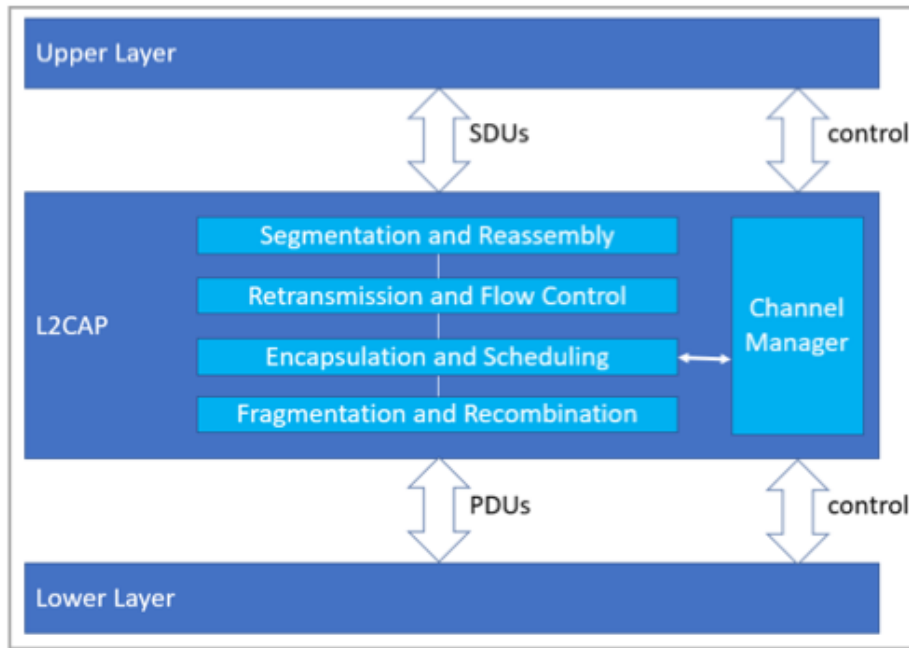 Upper Layer
SDUs
control
Segmentation and Reassembly
Retransmission and Flow Control
L2CAP
Encapsulation and Scheduling
Fragmentation and Recombination
Channel
Manager
PDUs
control
Lower Layer